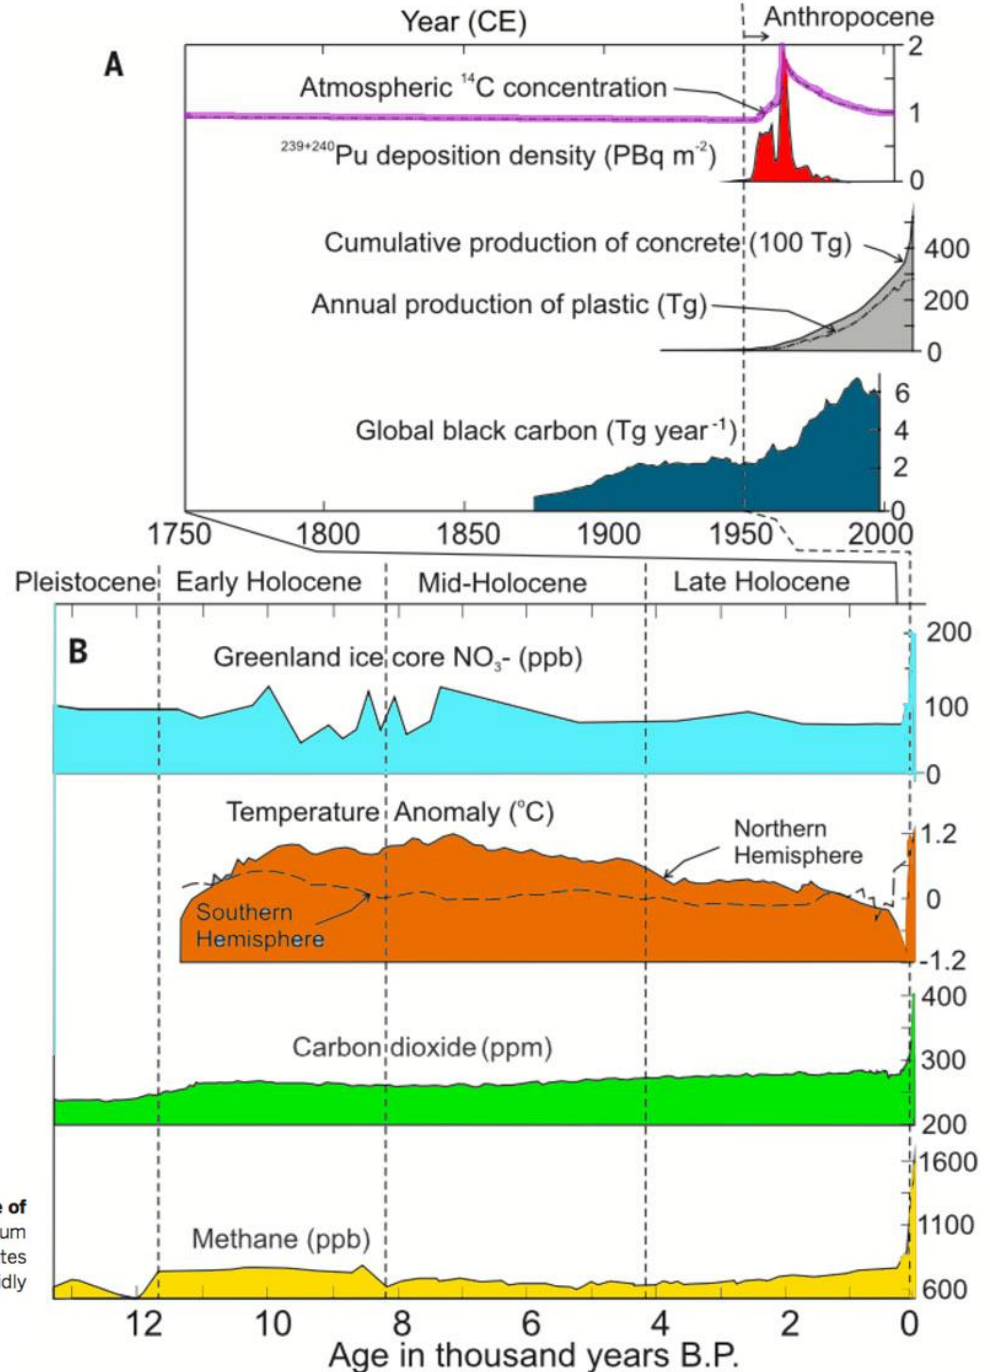 Year (CE)
Anthropocene
A
2
Atmospheric ¹⁴C concentration
1
²³⁹⁺²⁴⁰Pu deposition density (PBq m⁻²)
0
Cumulative production of concrete (100 Tg)
400
Annual production of plastic (Tg)
200
0
6
Global black carbon (Tg year⁻¹)
4
2
0
1750 1800 1850 1900 1950 2000
Pleistocene Early Holocene Mid-Holocene Late Holocene
B
200
Greenland ice core NO₃- (ppb)
100
0
Temperature Anomaly (°C)
Northern
Hemisphere
1.2
0
Southern
Hemisphere
-1.2
400
Carbon dioxide (ppm)
300
200
1600
e of
um
1100
tes
Methane (ppb)
idly
600
12 10 8 6 4 2 0
Age in thousand years B.P.